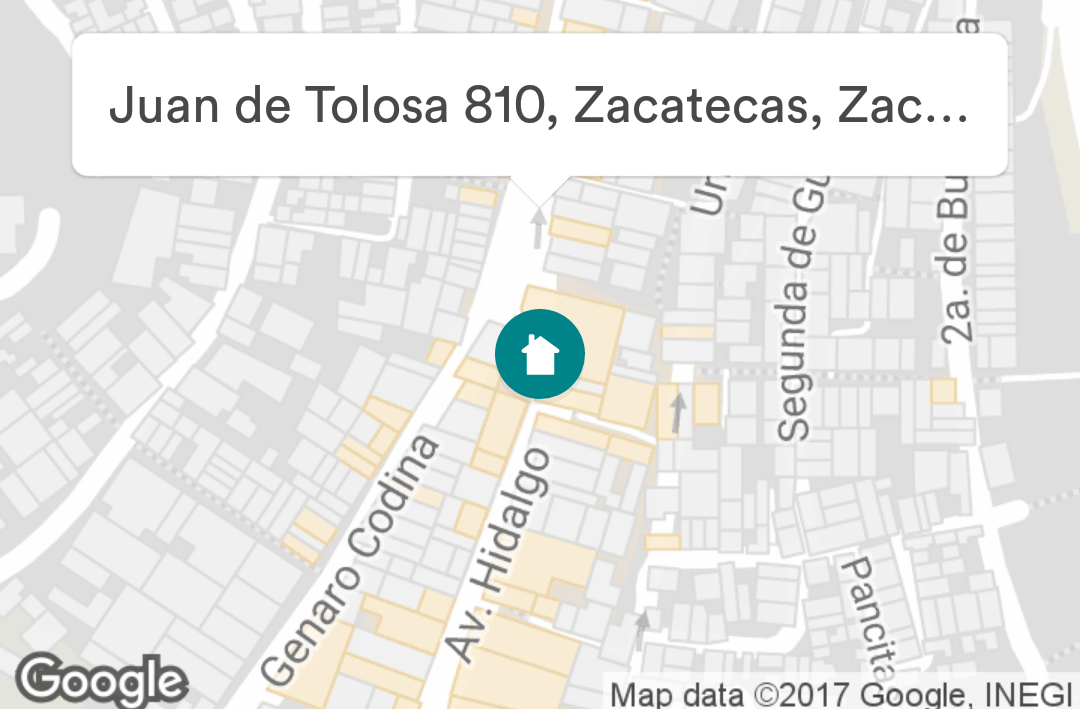 Juan de Tolosa 810, Zacatecas, Zac...
Segunda de
2a. de
Genaro Codina
Av. Hidalgo
Pancita
Google
Map data ©2017 Google, INEGI